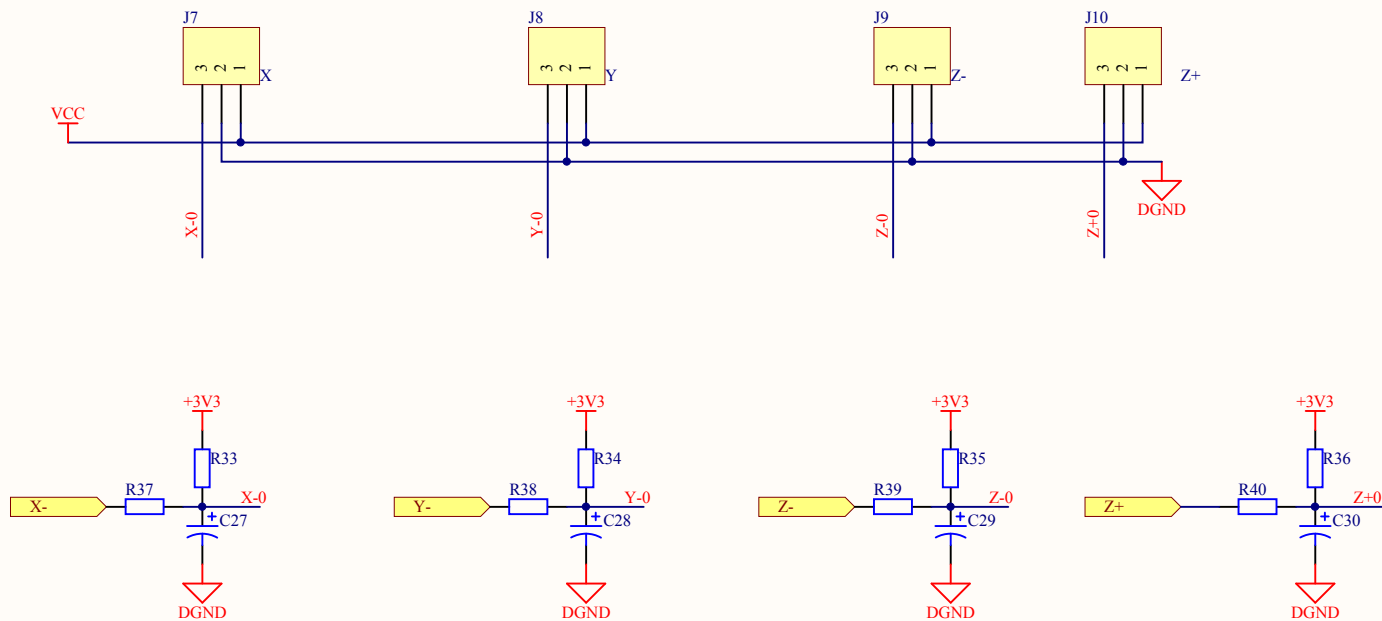 J7
J8
J9
J10
3 2 1
X
3 2 1
Y
3 2 1
Z-
3 2 1
Z+
VCC
DGND
X-0
Y-0
Z-0
Z+0
+3V3
+3V3
+3V3
+3V3
R33
R34
R35
R36
X-
R37
X-0
Y-
R38
Y-0
Z-
R39
Z-0
Z+
R40
Z+0
+ C27
+ C28
+ C29
+ C30
DGND
DGND
DGND
DGND